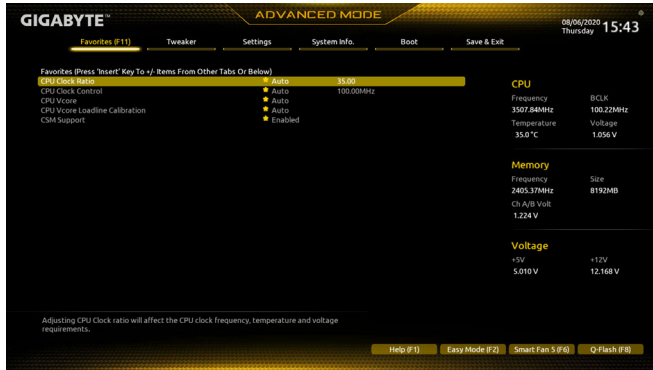 GIGABYTE™
ADVANCED MODE
08/06/2020 Thursday 15:43
Favorites (F11) Tweaker Settings System Info. Boot Save & Exit
Favorites (Press 'Insert' Key To +/- Items From Other Tabs Or Below)
CPU Clock Ratio Auto 35.00
CPU Clock Control Auto 100.00MHz
CPU Vcore Auto
CPU Vcore Loadline Calibration Auto
CSM Support Enabled
CPU
Frequency BCLK
3507.84MHz 100.22MHz
Temperature Voltage
35.0 °C 1.056 V
Memory
Frequency Size
2405.37MHz 8192MB
Ch A/B Volt
1.224 V
Voltage
+5V +12V
5.010 V 12.168 V
Adjusting CPU Clock ratio will affect the CPU clock frequency, temperature and voltage
requirements.
Help (F1) Easy Mode (F2) Smart Fan 5 (F6) Q-Flash (F8)